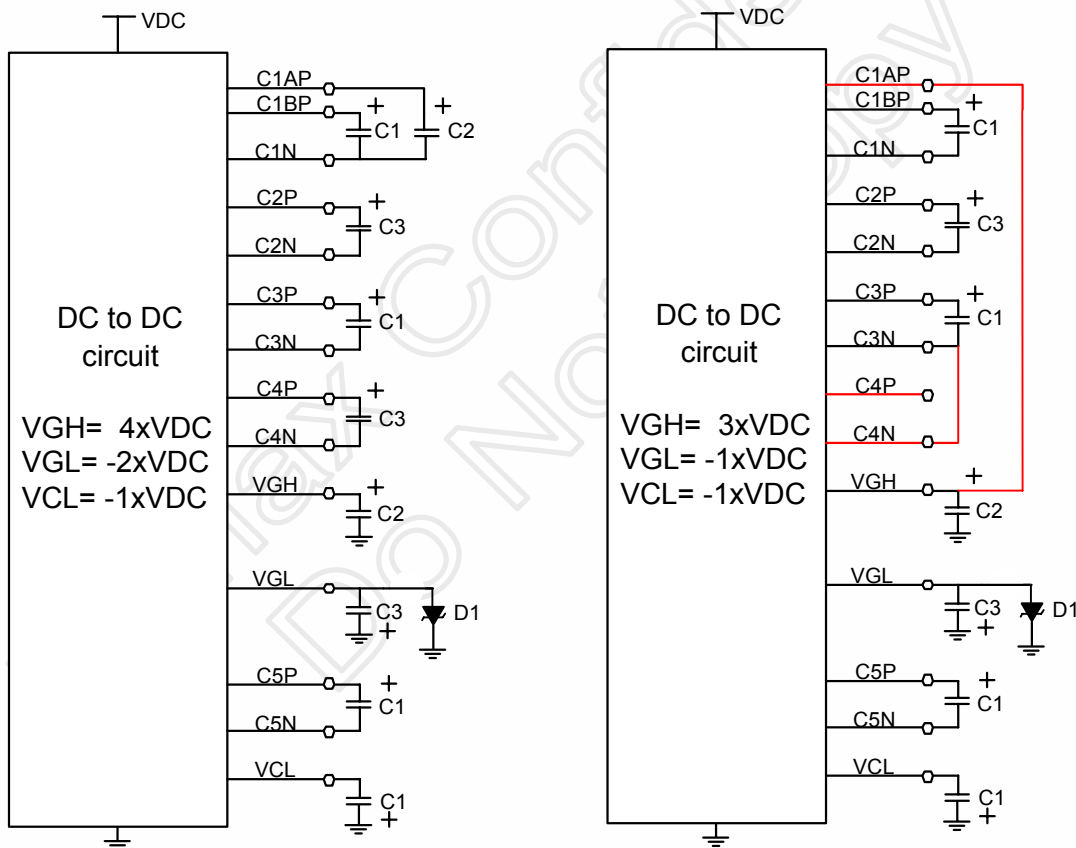 VDC
C1AP
C1BP
+
+
C1
C2
C1N
C2P
+
C3
C2N
C3P
+
C1
C3N
DC to DC
circuit
C4P
+
C3
C4N
VGH= 4xVDC
VGL= -2xVDC
VCL= -1xVDC
VGH
+
C2
VGL
C3
+
D1
C5P
+
C1
C5N
VCL
C1
+
VDC
C1AP
C1BP
+
C1
C1N
C2P
+
C3
C2N
C3P
+
C1
C3N
DC to DC
circuit
C4P
C4N
VGH= 3xVDC
VGL= -1xVDC
VCL= -1xVDC
VGH
+
C2
VGL
C3
+
D1
C5P
+
C1
C5N
VCL
C1
+